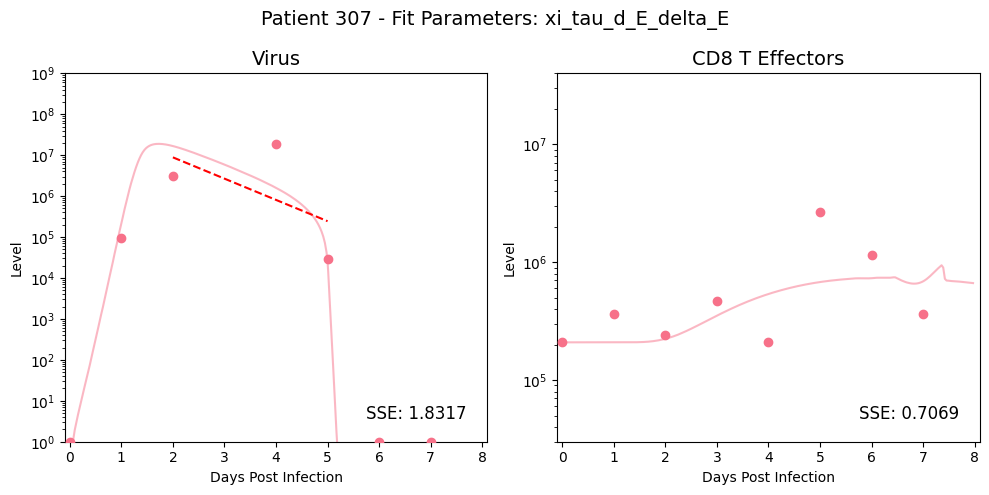 Patient 307 - Fit Parameters: xi_tau_d_E_delta_E
Virus
CD8 T Effectors
10^9
10^8
10^7
10^6
10^5
10^4
10^3
10^2
10^1
10^0
Level
SSE: 1.8317
0 1 2 3 4 5 6 7 8
Days Post Infection
10^7
10^6
10^5
Level
SSE: 0.7069
0 1 2 3 4 5 6 7 8
Days Post Infection